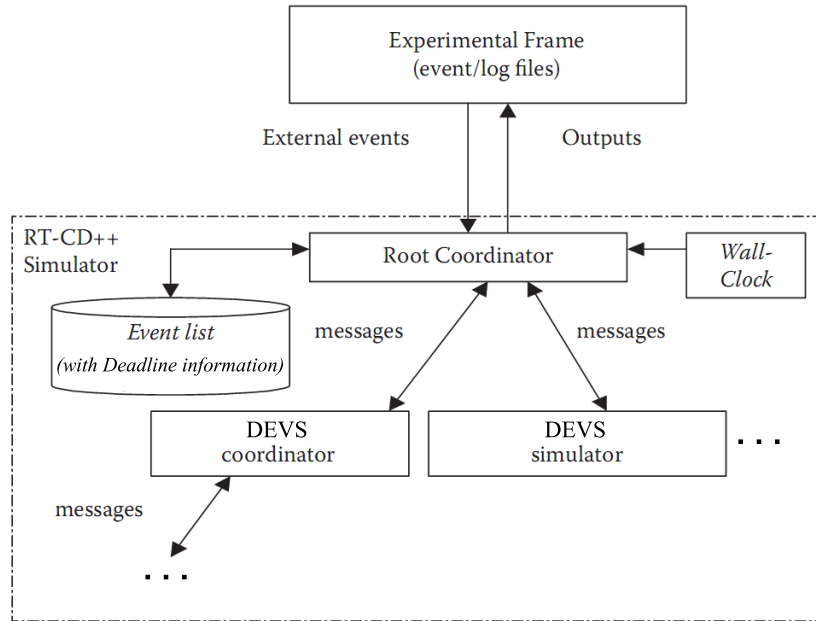 Experimental Frame
(event/log files)
External events
Outputs
RT-CD++
Simulator
Root Coordinator
Wall-
Clock
Event list
(with Deadline information)
messages
messages
DEVS
coordinator
DEVS
simulator
. . .
messages
. . .